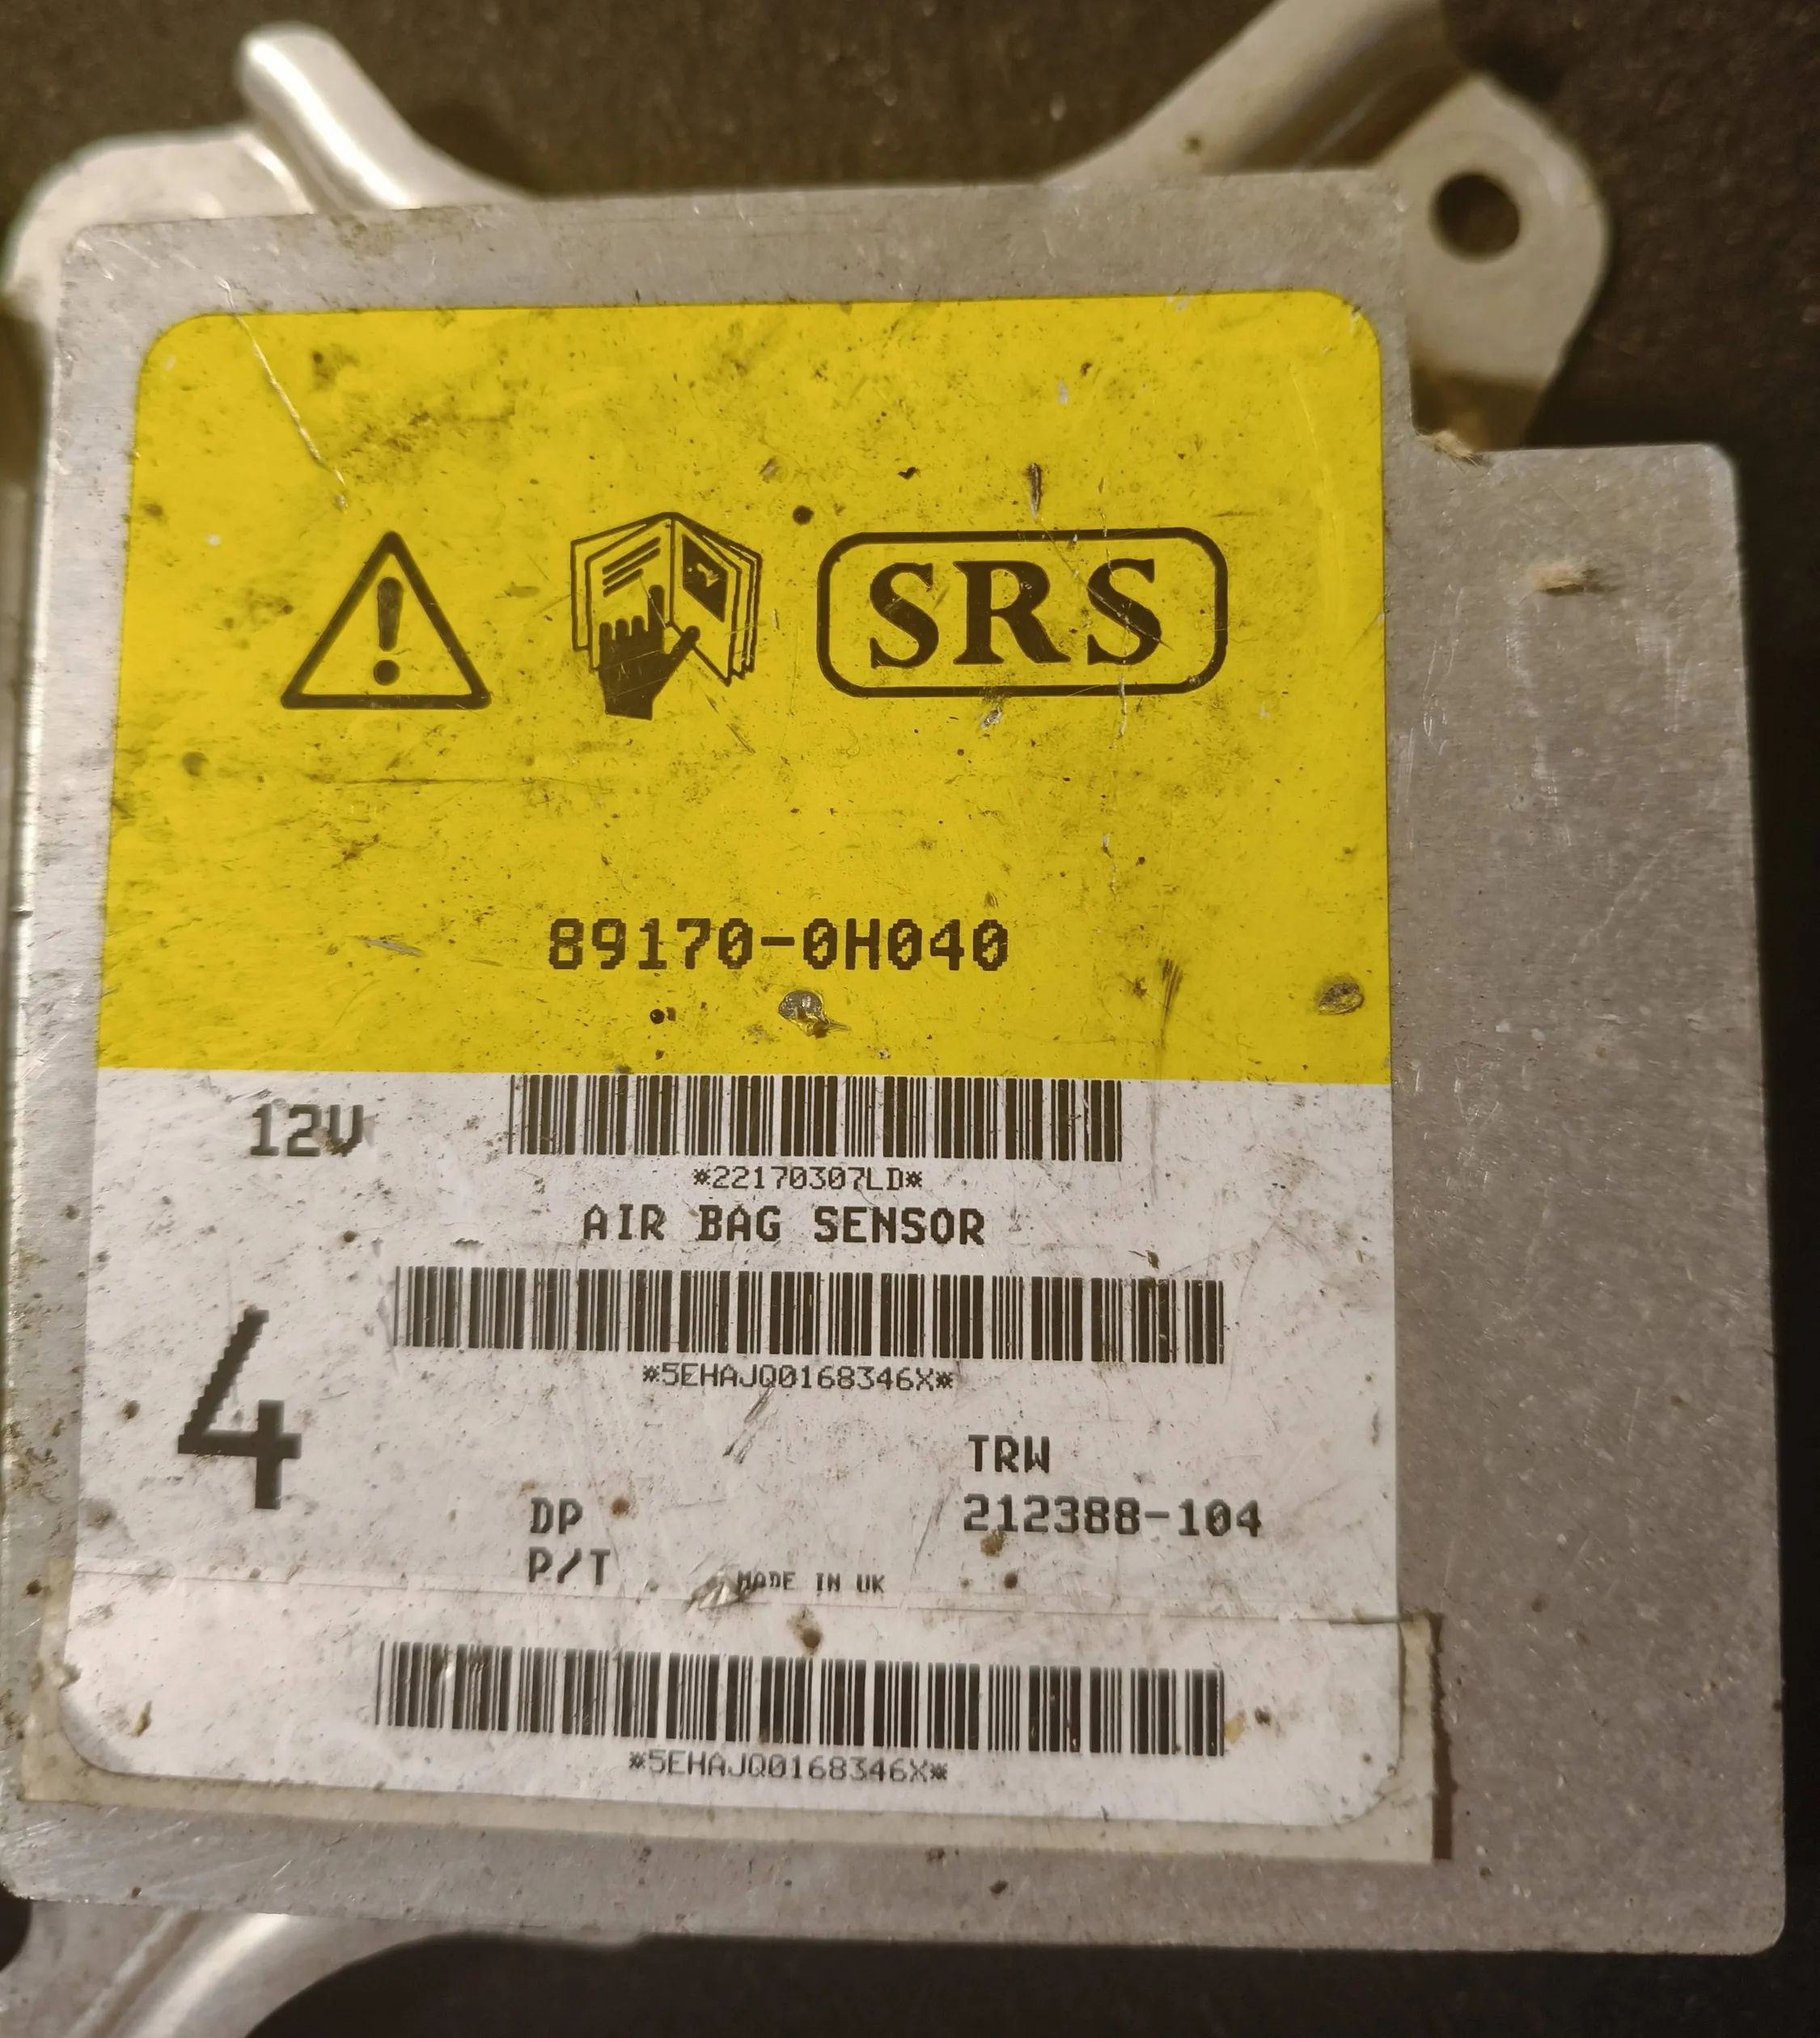 SRS
89170-0H040
12V
*22170307LD*
AIR BAG SENSOR
*5EHAJQ0168346X*
4
TRW
DP 212388-104
P/T
MADE IN UK
*5EHAJQ0168346X*